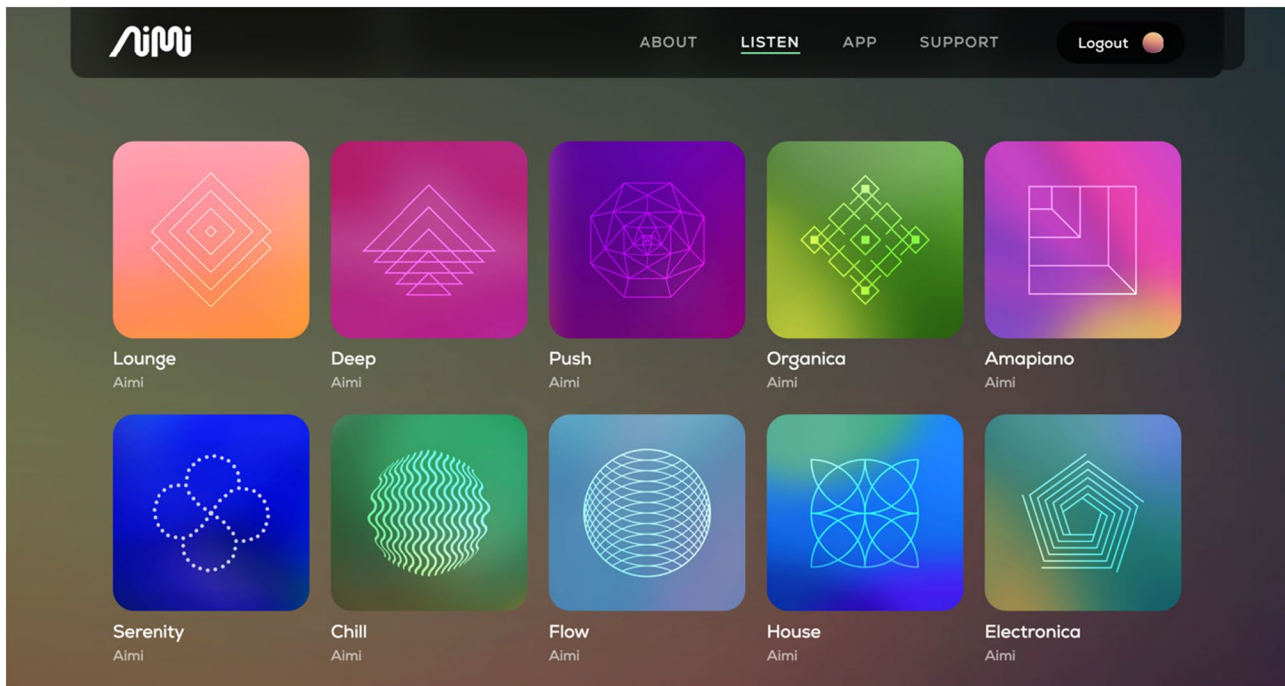 AiMi
ABOUT LISTEN APP SUPPORT Logout
Lounge Deep Push Organica Amapiano
Aimi Aimi Aimi Aimi Aimi
Serenity Chill Flow House Electronica
Aimi Aimi Aimi Aimi Aimi